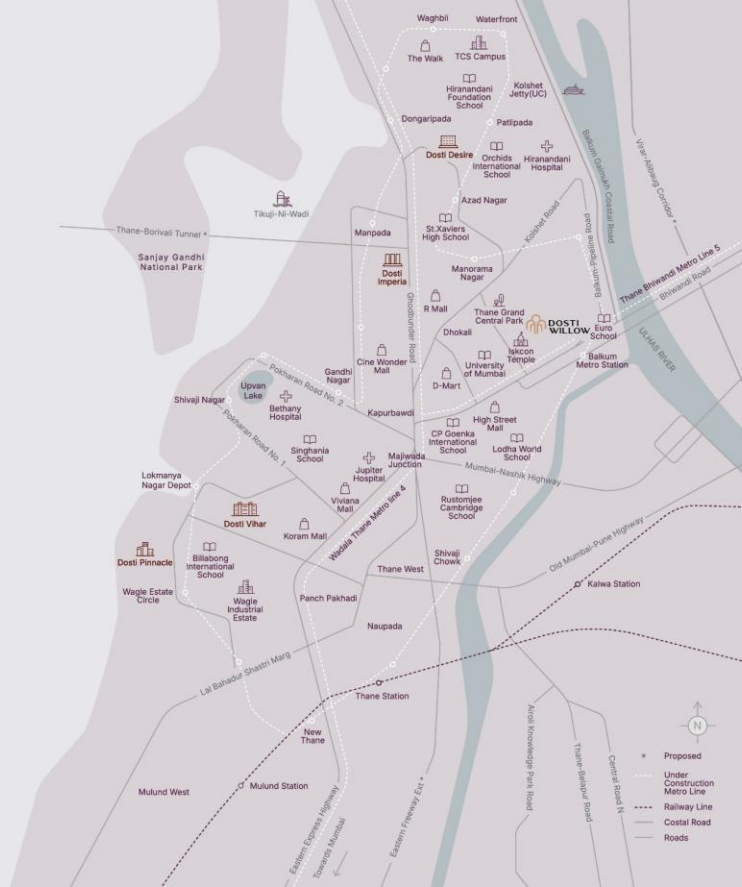 Waghbil
Waterfront
The Walk
TCS Campus
Hiranandani
Foundation
School
Kolshet
Jetty(UC)
Dongaripada
Patlipada
Dosti Desire
Orchids
International
School
Hiranandani
Hospital
Balkum Gaimukh Coastal Road
Virar-Alibaug Corridor *
Tikuji-Ni-Wadi
Azad Nagar
St.Xaviers
High School
Kolshet Road
Balkum-Pipeline Road
Thane-Borivali Tunnel *
Manpada
Sanjay Gandhi
National Park
Dosti
Imperia
Manorama
Nagar
Thane Bhiwandi Metro Line 5
Bhiwandi Road
Ghodbunder Road
R Mall
Thane Grand
Central Park
DOSTI
WILLOW
Euro
School
Dhokali
Iskcon
Temple
ULHAS RIVER
Cine Wonder
Mall
University
of Mumbai
Balkum
Metro Station
Gandhi
Nagar
D-Mart
Pokharan Road No. 2
Upvan
Lake
Shivaji Nagar
Bethany
Hospital
Kapurbawdi
High Street
Mall
Pokharan Road No. 1
CP Goenka
International
School
Lodha World
School
Singhania
School
Majiwada
Junction
Jupiter
Hospital
Mumbai-Nashik Highway
Lokmanya
Nagar Depot
Viviana
Mall
Rustomjee
Cambridge
School
Wadala Thane Metro line 4
Dosti Vihar
Koram Mall
Old Mumbai-Pune Highway
Dosti Pinnacle
Billabong
International
School
Shivaji
Chowk
Thane West
Kalwa Station
Wagle Estate
Circle
Wagle
Industrial
Estate
Panch Pakhadi
Naupada
Lal Bahadur Shastri Marg
Thane Station
New
Thane
Mulund West
Mulund Station
Eastern Express Highway
Towards Mumbai
Eastern Freeway Ext *
Airoli Knowledge Park Road
Thane-Belapur Road
Central Road N
N
* Proposed
Under
Construction
Metro Line
Railway Line
Costal Road
Roads